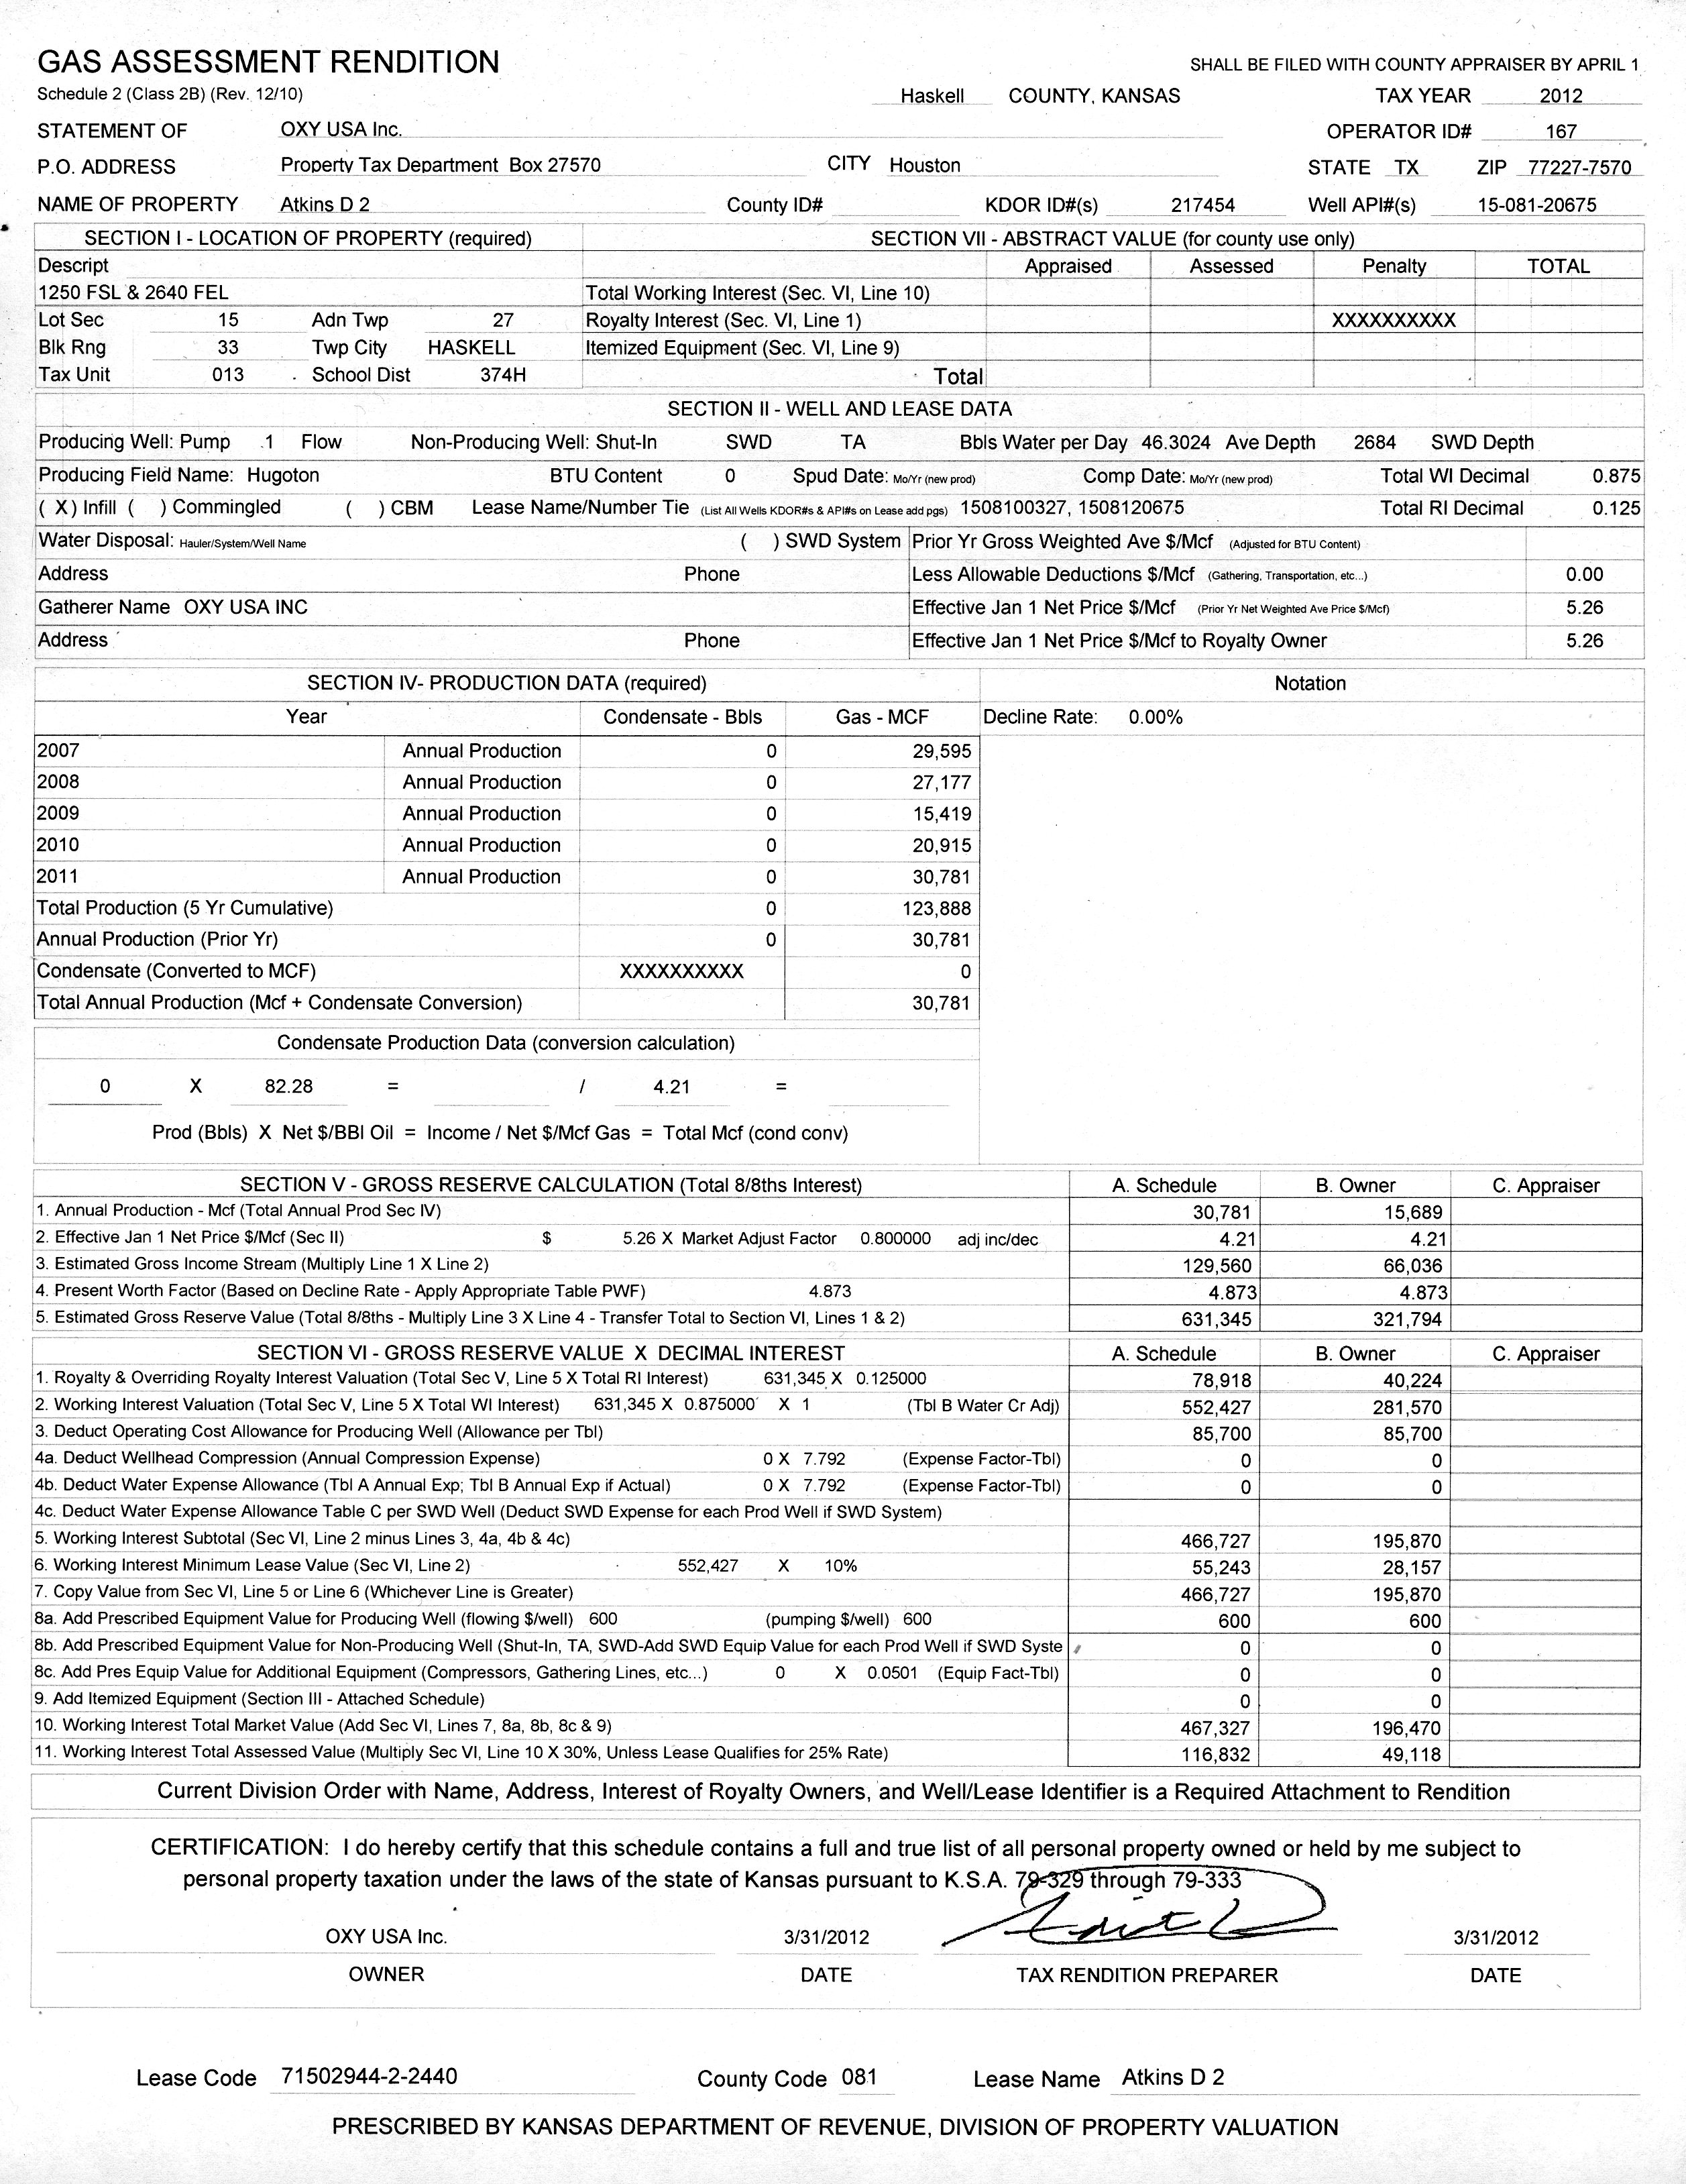 GAS ASSESSMENT RENDITION
SHALL BE FILED WITH COUNTY APPRAISER BY APRIL 1
Schedule 2 (Class 2B) (Rev. 12/10) Haskell COUNTY, KANSAS TAX YEAR 2012
STATEMENT OF OXY USA Inc. OPERATOR ID# 167
P.O. ADDRESS Property Tax Department Box 27570 CITY Houston STATE TX ZIP 77227-7570
NAME OF PROPERTY Atkins D 2 County ID# KDOR ID#(s) 217454 Well API#(s) 15-081-20675
SECTION I - LOCATION OF PROPERTY (required) SECTION VII - ABSTRACT VALUE (for county use only)
Descript Appraised Assessed Penalty TOTAL
1250 FSL & 2640 FEL Total Working Interest (Sec. VI, Line 10)
Lot Sec 15 Adn Twp 27 Royalty Interest (Sec. VI, Line 1) XXXXXXXXXX
Blk Rng 33 Twp City HASKELL Itemized Equipment (Sec. VI, Line 9)
Tax Unit 013 School Dist 374H Total
SECTION II - WELL AND LEASE DATA
Producing Well: Pump 1 Flow Non-Producing Well: Shut-In SWD TA Bbls Water per Day 46.3024 Ave Depth 2684 SWD Depth
Producing Field Name: Hugoton BTU Content 0 Spud Date: Mo/Yr (new prod) Comp Date: Mo/Yr (new prod) Total WI Decimal 0.875
( X ) Infill ( ) Commingled ( ) CBM Lease Name/Number Tie (List All Wells KDOR#s & API#s on Lease add pgs) 1508100327, 1508120675 Total RI Decimal 0.125
Water Disposal: Hauler/System/Well Name ( ) SWD System Prior Yr Gross Weighted Ave $/Mcf (Adjusted for BTU Content)
Address Phone Less Allowable Deductions $/Mcf (Gathering, Transportation, etc...) 0.00
Gatherer Name OXY USA INC Effective Jan 1 Net Price $/Mcf (Prior Yr Net Weighted Ave Price $/Mcf) 5.26
Address Phone Effective Jan 1 Net Price $/Mcf to Royalty Owner 5.26
SECTION IV- PRODUCTION DATA (required) Notation
Year Condensate - Bbls Gas - MCF Decline Rate: 0.00%
2007 Annual Production 0 29,595
2008 Annual Production 0 27,177
2009 Annual Production 0 15,419
2010 Annual Production 0 20,915
2011 Annual Production 0 30,781
Total Production (5 Yr Cumulative) 0 123,888
Annual Production (Prior Yr) 0 30,781
Condensate (Converted to MCF) XXXXXXXXXX 0
Total Annual Production (Mcf + Condensate Conversion) 30,781
Condensate Production Data (conversion calculation)
0 X 82.28 = / 4.21 =
Prod (Bbls) X Net $/BBl Oil = Income / Net $/Mcf Gas = Total Mcf (cond conv)
SECTION V - GROSS RESERVE CALCULATION (Total 8/8ths Interest) A. Schedule B. Owner C. Appraiser
1. Annual Production - Mcf (Total Annual Prod Sec IV) 30,781 15,689
2. Effective Jan 1 Net Price $/Mcf (Sec II) $ 5.26 X Market Adjust Factor 0.800000 adj inc/dec 4.21 4.21
3. Estimated Gross Income Stream (Multiply Line 1 X Line 2) 129,560 66,036
4. Present Worth Factor (Based on Decline Rate - Apply Appropriate Table PWF) 4.873 4.873 4.873
5. Estimated Gross Reserve Value (Total 8/8ths - Multiply Line 3 X Line 4 - Transfer Total to Section VI, Lines 1 & 2) 631,345 321,794
SECTION VI - GROSS RESERVE VALUE X DECIMAL INTEREST A. Schedule B. Owner C. Appraiser
1. Royalty & Overriding Royalty Interest Valuation (Total Sec V, Line 5 X Total RI Interest) 631,345 X 0.125000 78,918 40,224
2. Working Interest Valuation (Total Sec V, Line 5 X Total WI Interest) 631,345 X 0.875000 X 1 (Tbl B Water Cr Adj) 552,427 281,570
3. Deduct Operating Cost Allowance for Producing Well (Allowance per Tbl) 85,700 85,700
4a. Deduct Wellhead Compression (Annual Compression Expense) 0 X 7.792 (Expense Factor-Tbl) 0 0
4b. Deduct Water Expense Allowance (Tbl A Annual Exp; Tbl B Annual Exp if Actual) 0 X 7.792 (Expense Factor-Tbl) 0 0
4c. Deduct Water Expense Allowance Table C per SWD Well (Deduct SWD Expense for each Prod Well if SWD System)
5. Working Interest Subtotal (Sec VI, Line 2 minus Lines 3, 4a, 4b & 4c) 466,727 195,870
6. Working Interest Minimum Lease Value (Sec VI, Line 2) 552,427 X 10% 55,243 28,157
7. Copy Value from Sec VI, Line 5 or Line 6 (Whichever Line is Greater) 466,727 195,870
8a. Add Prescribed Equipment Value for Producing Well (flowing $/well) 600 (pumping $/well) 600 600 600
8b. Add Prescribed Equipment Value for Non-Producing Well (Shut-In, TA, SWD-Add SWD Equip Value for each Prod Well if SWD Syste 0 0
8c. Add Pres Equip Value for Additional Equipment (Compressors, Gathering Lines, etc...) 0 X 0.0501 (Equip Fact-Tbl) 0 0
9. Add Itemized Equipment (Section III - Attached Schedule) 0 0
10. Working Interest Total Market Value (Add Sec VI, Lines 7, 8a, 8b, 8c & 9) 467,327 196,470
11. Working Interest Total Assessed Value (Multiply Sec VI, Line 10 X 30%, Unless Lease Qualifies for 25% Rate) 116,832 49,118
Current Division Order with Name, Address, Interest of Royalty Owners, and Well/Lease Identifier is a Required Attachment to Rendition
CERTIFICATION: I do hereby certify that this schedule contains a full and true list of all personal property owned or held by me subject to
personal property taxation under the laws of the state of Kansas pursuant to K.S.A. 79-329 through 79-333
OXY USA Inc. 3/31/2012 3/31/2012
OWNER DATE TAX RENDITION PREPARER DATE
Lease Code 71502944-2-2440 County Code 081 Lease Name Atkins D 2
PRESCRIBED BY KANSAS DEPARTMENT OF REVENUE, DIVISION OF PROPERTY VALUATION